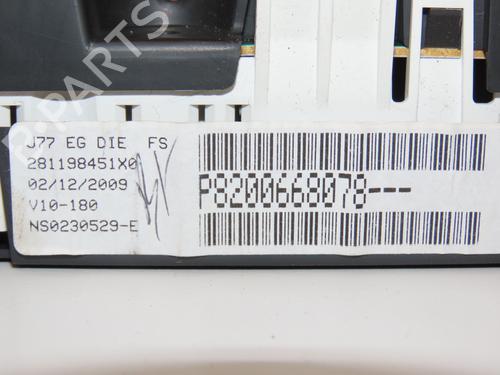 J77 EG DIE FS
281198451X0
02/12/2009
V10-180
NS0230529-E
P8200668078---